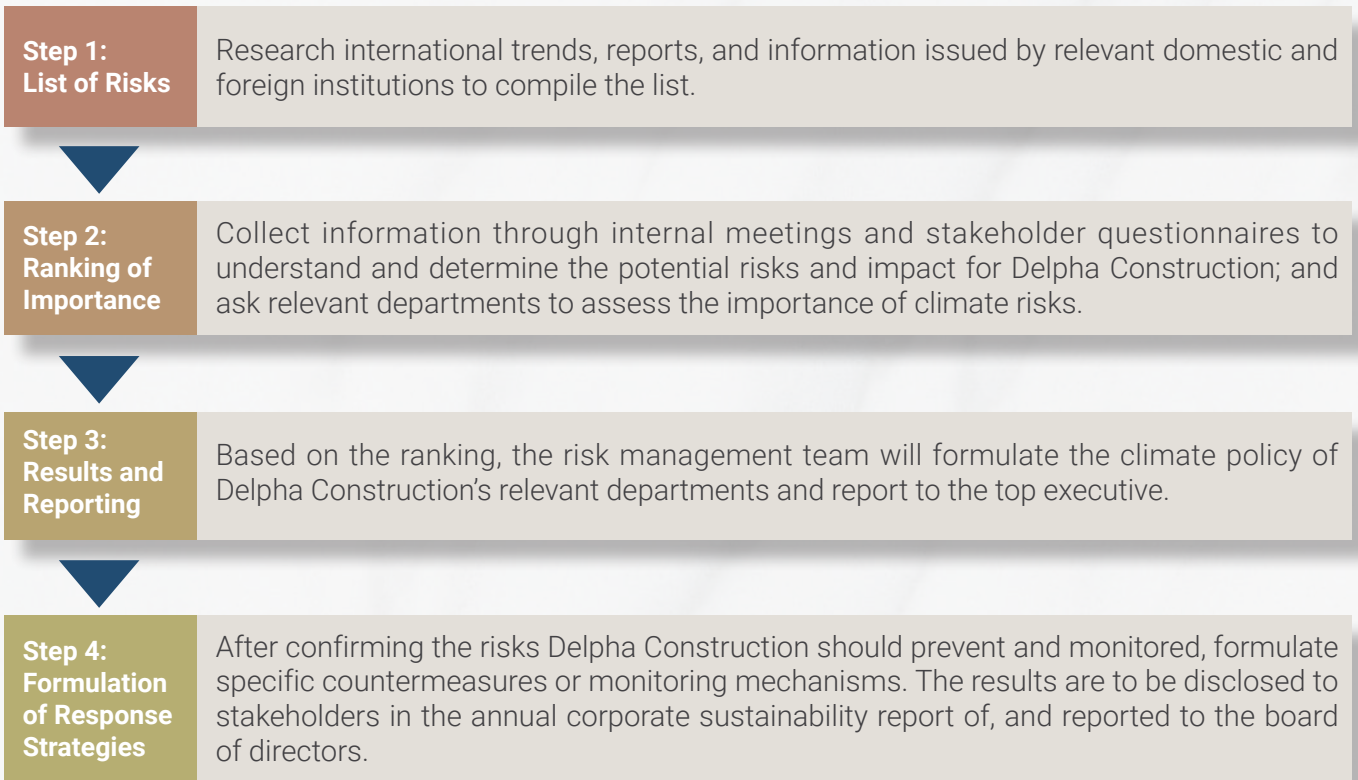 Step 1:
List of Risks
Research international trends, reports, and information issued by relevant domestic and
foreign institutions to compile the list.
Step 2:
Ranking of
Importance
Collect information through internal meetings and stakeholder questionnaires to
understand and determine the potential risks and impact for Delpha Construction; and
ask relevant departments to assess the importance of climate risks.
Step 3:
Results and
Reporting
Based on the ranking, the risk management team will formulate the climate policy of
Delpha Construction's relevant departments and report to the top executive.
Step 4:
Formulation
of Response
Strategies
After confirming the risks Delpha Construction should prevent and monitored, formulate
specific countermeasures or monitoring mechanisms. The results are to be disclosed to
stakeholders in the annual corporate sustainability report of, and reported to the board
of directors.